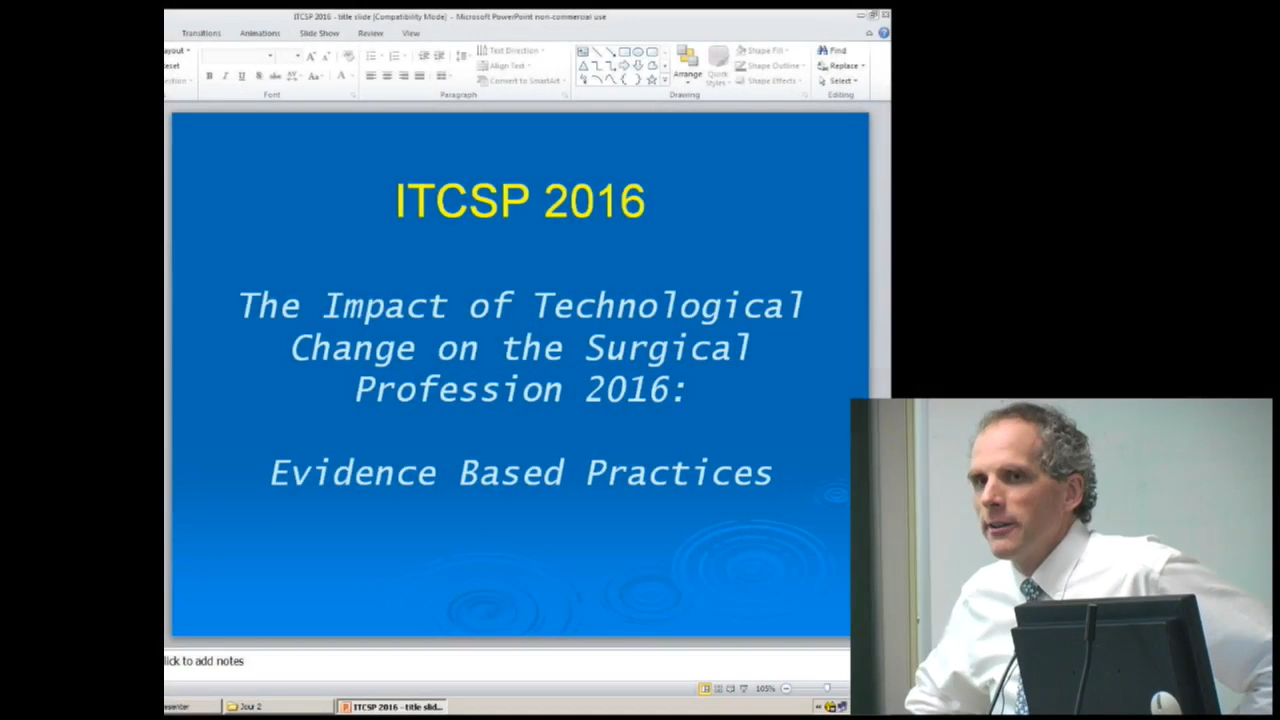 ITCSP 2016 - title slide [Compatibility Mode] - Microsoft PowerPoint non-commercial use
Transitions Animations Slide Show Review View
Text Direction
Align Text
Convert to SmartArt
Arrange
Quick Styles
Shape Fill
Shape Outline
Shape Effects
Find
Replace
Select
Font Paragraph Drawing Editing
ITCSP 2016
The Impact of Technological
Change on the Surgical
Profession 2016:
Evidence Based Practices
lick to add notes
105%
esenter Jour 2 ITCSP 2016 - title slid...